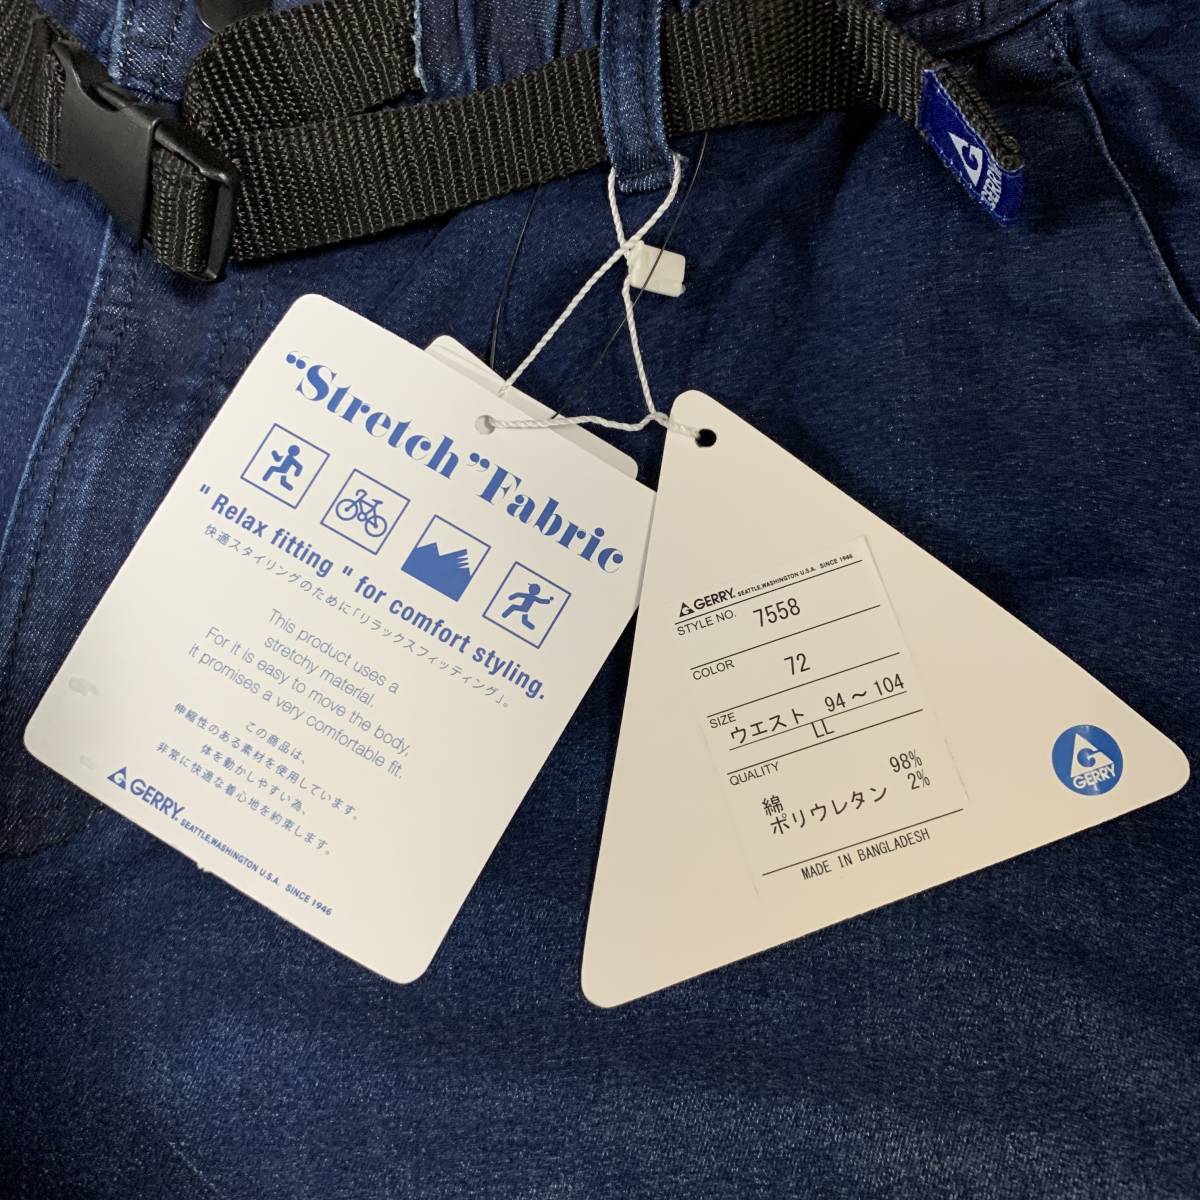 G
GERRY
“Stretch”Fabric
" Relax fitting " for comfort styling.
快適スタイリングのために「リラックスフィッティング」。
This product uses a
stretchy material.
For it is easy to move the body,
it promises a very comfortable fit.
この商品は、
伸縮性のある素材を使用しています。
体を動かしやすい為、
非常に快適な着心地を約束します。
GERRY. SEATTLE,WASHINGTON U.S.A. SINCE 1946
GERRY. SEATTLE,WASHINGTON U.S.A. SINCE 1946
STYLE NO. 7558
COLOR 72
SIZE ウエスト 94～104
LL
QUALITY
綿 98%
ポリウレタン 2%
MADE IN BANGLADESH
G
GERRY